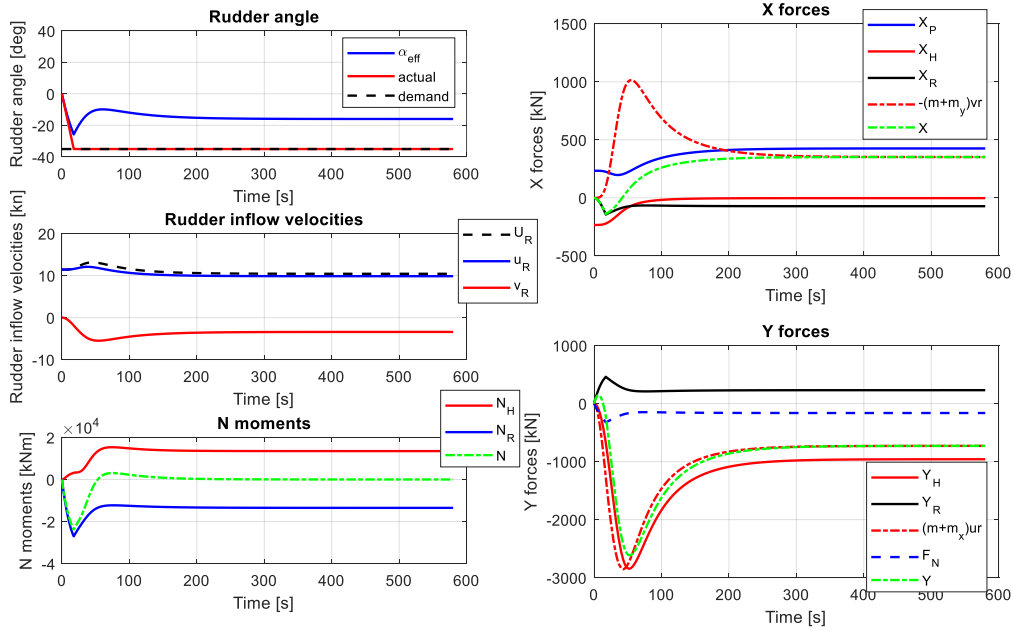 Rudder angle
Rudder angle [deg]
40
20
0
-20
-40
0 100 200 300 400 500 600
Time [s]
α_eff
actual
demand
Rudder inflow velocities
Rudder inflow velocities [kn]
20
10
0
-10
0 100 200 300 400 500 600
Time [s]
U_R
u_R
v_R
N moments
N moments [kNm]
×10^4
2
0
-2
-4
0 100 200 300 400 500 600
Time [s]
N_H
N_R
N
X forces
X forces [kN]
1500
1000
500
0
-500
0 100 200 300 400 500 600
Time [s]
X_P
X_H
X_R
-(m+m_y)vr
X
Y forces
Y forces [kN]
1000
0
-1000
-2000
-3000
0 100 200 300 400 500 600
Time [s]
Y_H
Y_R
(m+m_x)ur
F_N
Y